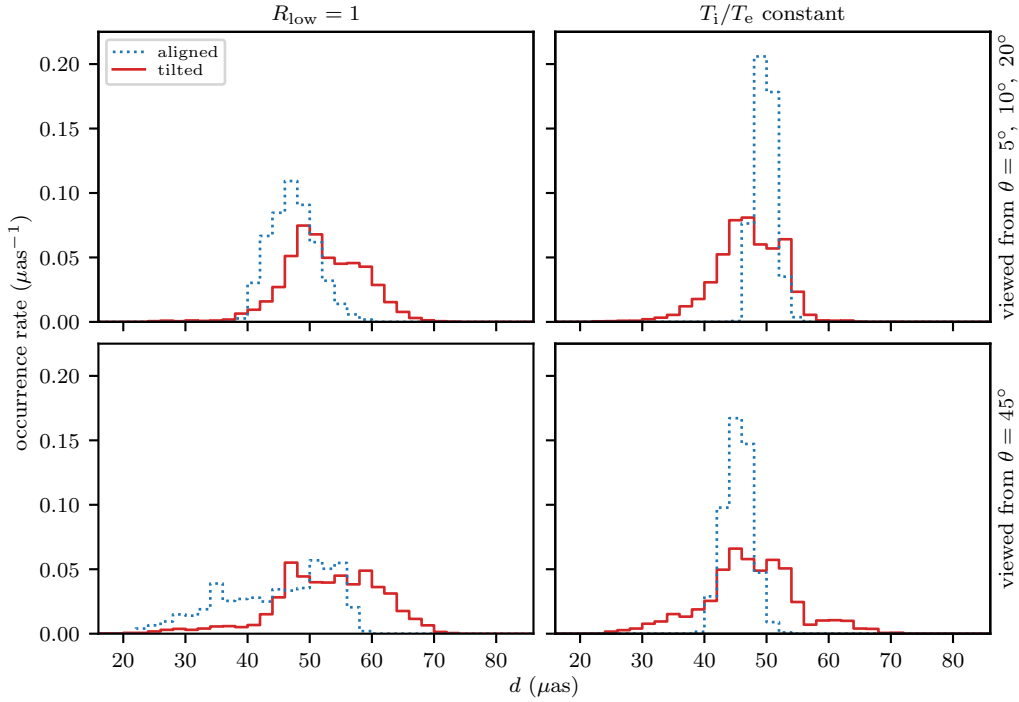 R_low = 1
T_i/T_e constant
aligned
tilted
0.20
0.15
0.10
0.05
0.00
viewed from θ = 5°, 10°, 20°
occurrence rate (μas⁻¹)
0.20
0.15
0.10
0.05
0.00
viewed from θ = 45°
20 30 40 50 60 70 80
20 30 40 50 60 70 80
d (μas)